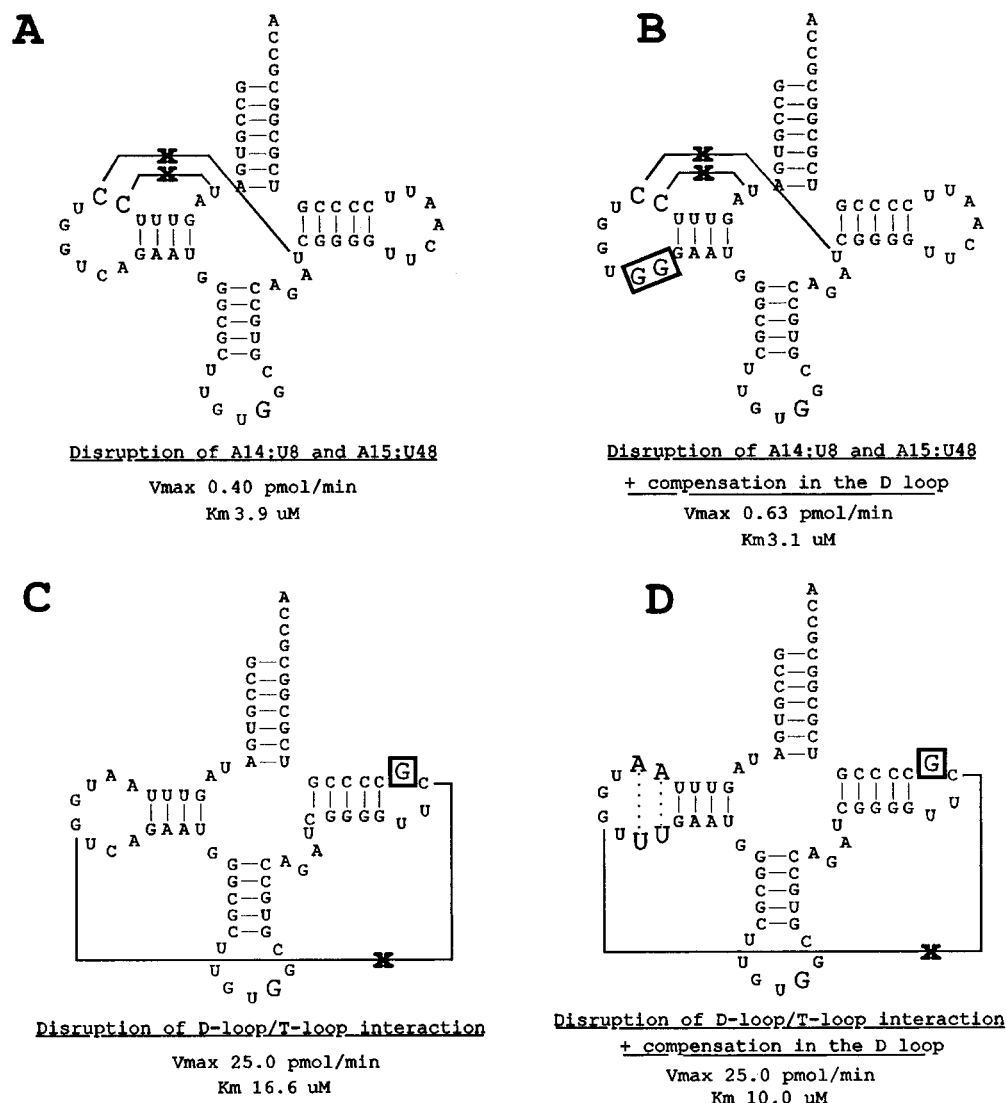 A
A C C G C G G C G C U
G C C G U G A
U A
C C U U U G
U G G U C A G A A U
G C C C C U U A A C U U
C G G G G
U A G A C
G G G C G C U U G U G G C G U G C
Disruption of A14:U8 and A15:U48
Vmax 0.40 pmol/min
Km 3.9 uM
B
A C C G C G G C G C U
G C C G U G A
U A
C C U U U G
U G G U G G G A A U
G C C C C U U A A C U U
C G G G G
U A G A C
G G G C G C U U G U G G C G U G C
Disruption of A14:U8 and A15:U48
+ compensation in the D loop
Vmax 0.63 pmol/min
Km 3.1 uM
C
A C C G C G G C G C U
G C C G U G A
U A
A A U U U G
U G G U C A G A A U
G C C C C G C U U
C G G G G
U A G A C
G G G C G C U U G U G G C G U G C
Disruption of D-loop/T-loop interaction
Vmax 25.0 pmol/min
Km 16.6 uM
D
A C C G C G G C G C U
G C C G U G A
U A
A A U U U G
U G G U U U G A A U
G C C C C G C U U
C G G G G
U A G A C
G G G C G C U U G U G G C G U G C
Disruption of D-loop/T-loop interaction
+ compensation in the D loop
Vmax 25.0 pmol/min
Km 10.0 uM